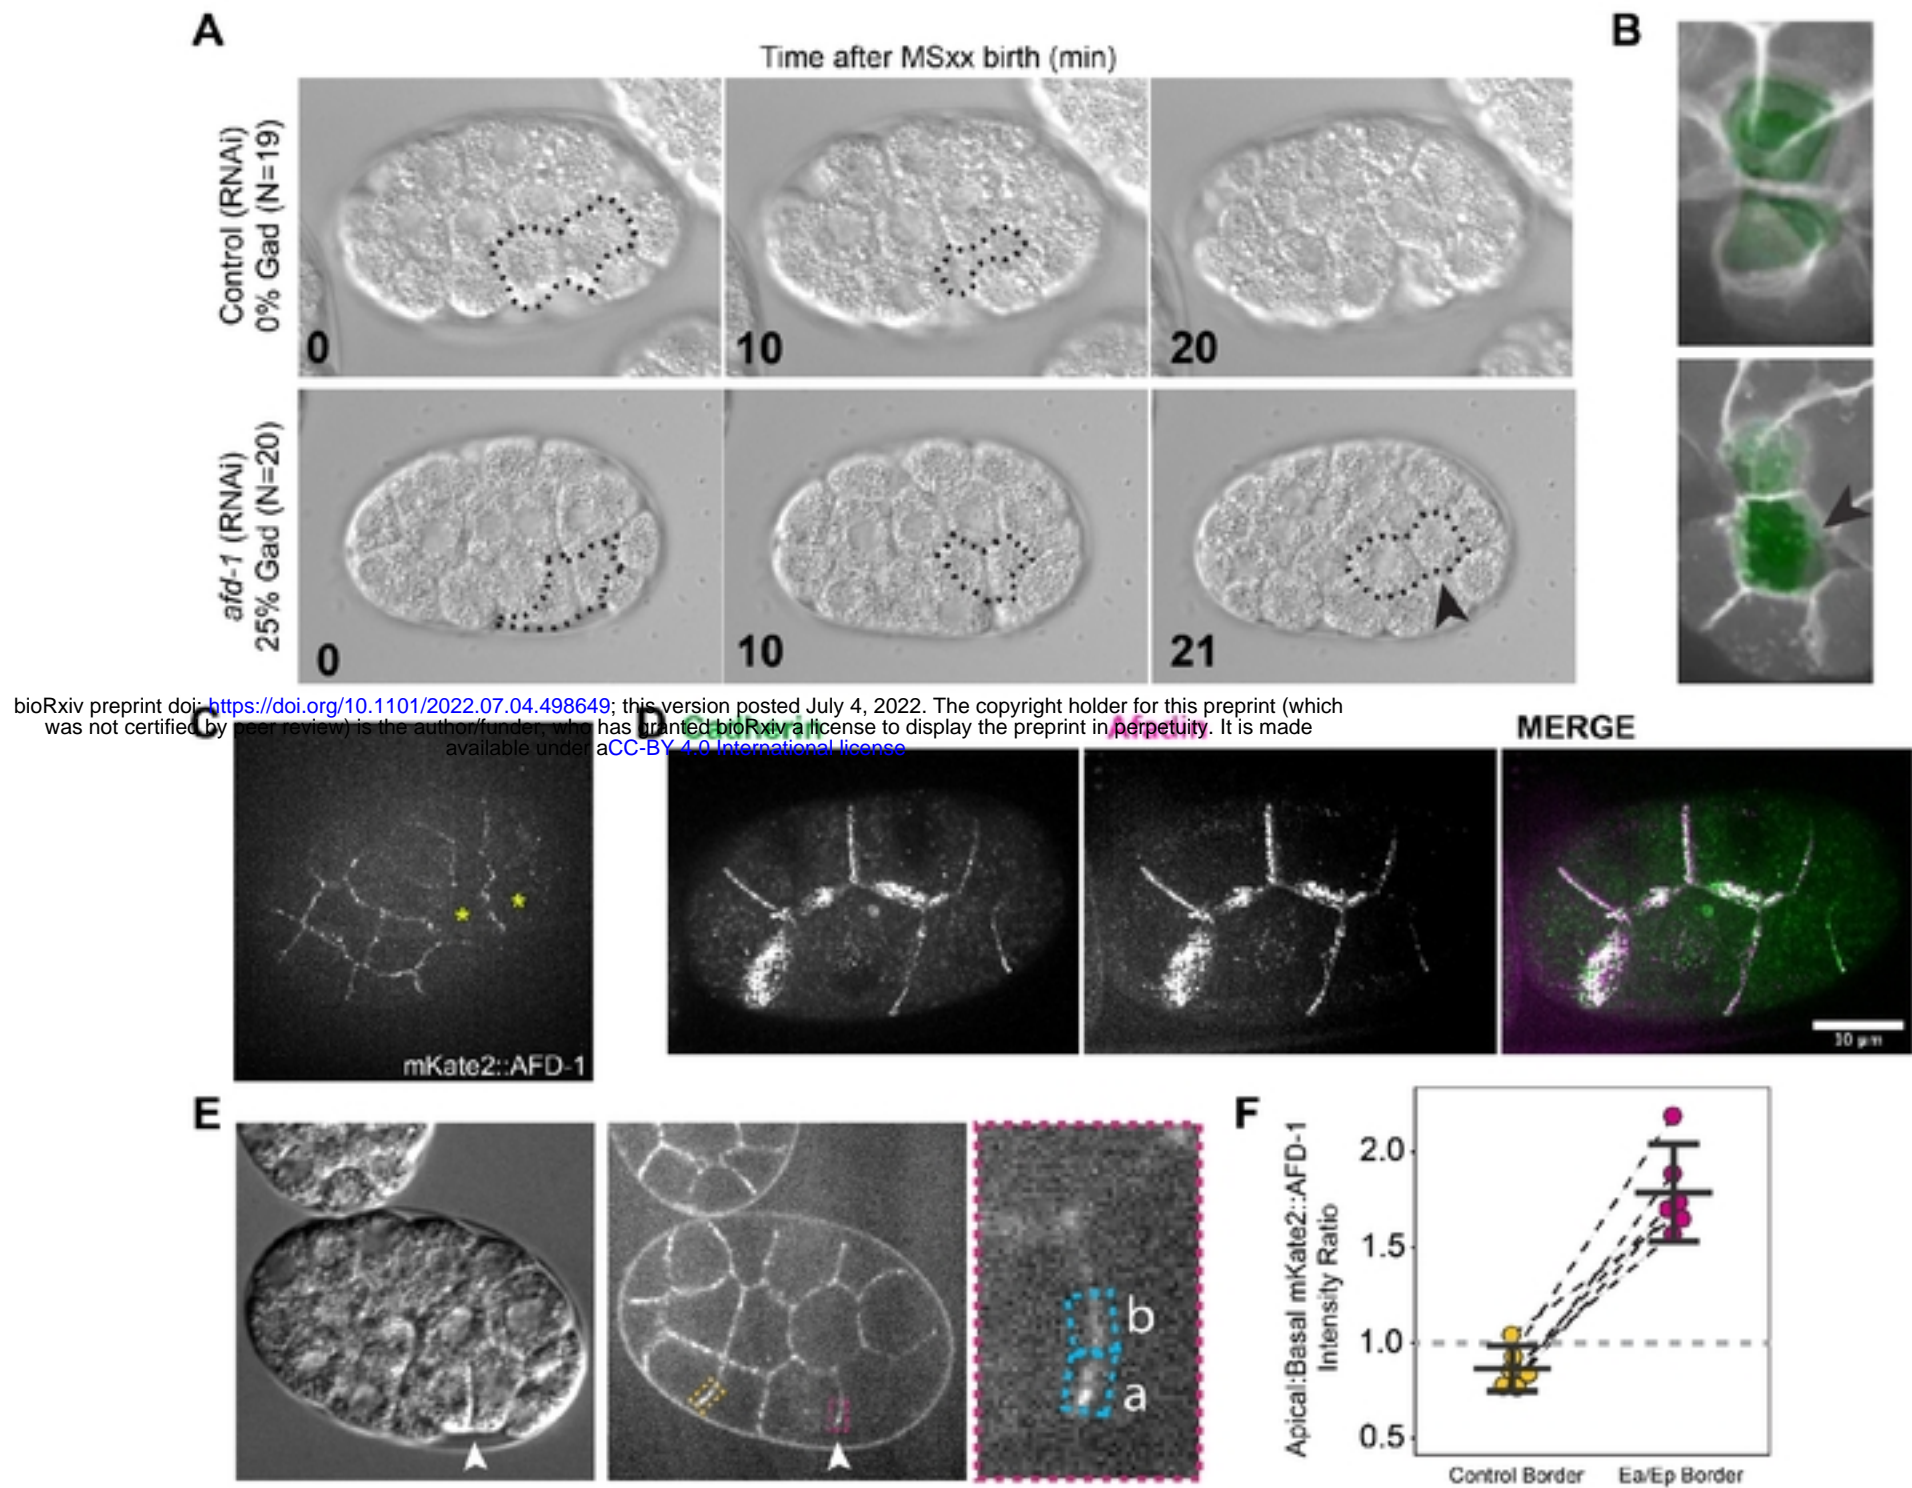 A
B
Time after MSxx birth (min)
Control (RNAi)
0% Gad (N=19)
0
10
20
afd-1 (RNAi)
25% Gad (N=20)
0
10
21
bioRxiv preprint doi: https://doi.org/10.1101/2022.07.04.498649; this version posted July 4, 2022. The copyright holder for this preprint (which
was not certified by peer review) is the author/funder, who has granted bioRxiv a license to display the preprint in perpetuity. It is made
available under aCC-BY 4.0 International license
C
mKate2::AFD-1
D
Cadherin
Afadin
MERGE
10 µm
E
b
a
F
Apical:Basal mKate2::AFD-1
Intensity Ratio
2.0
1.5
1.0
0.5
Control Border
Ea/Ep Border